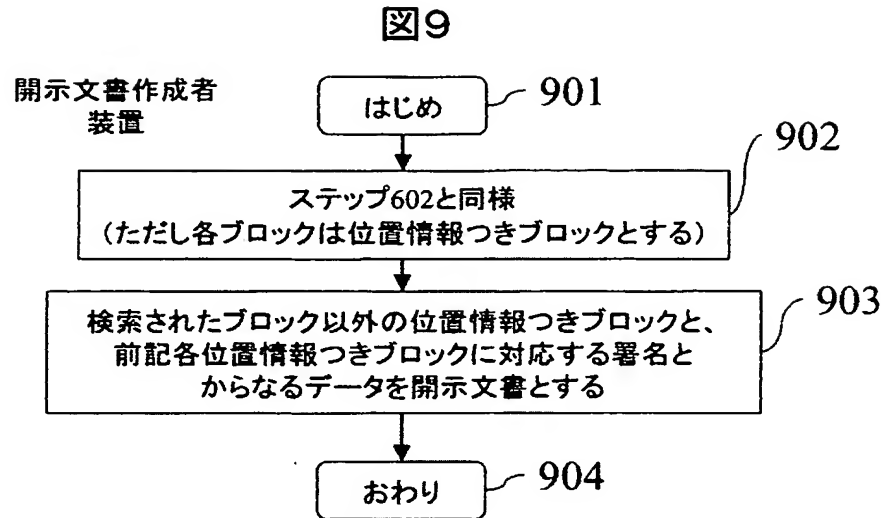 図9
開示文書作成者
装置
はじめ
901
902
ステップ602と同様
(ただし各ブロックは位置情報つきブロックとする)
903
検索されたブロック以外の位置情報つきブロックと、
前記各位置情報つきブロックに対応する署名と
からなるデータを開示文書とする
おわり
904